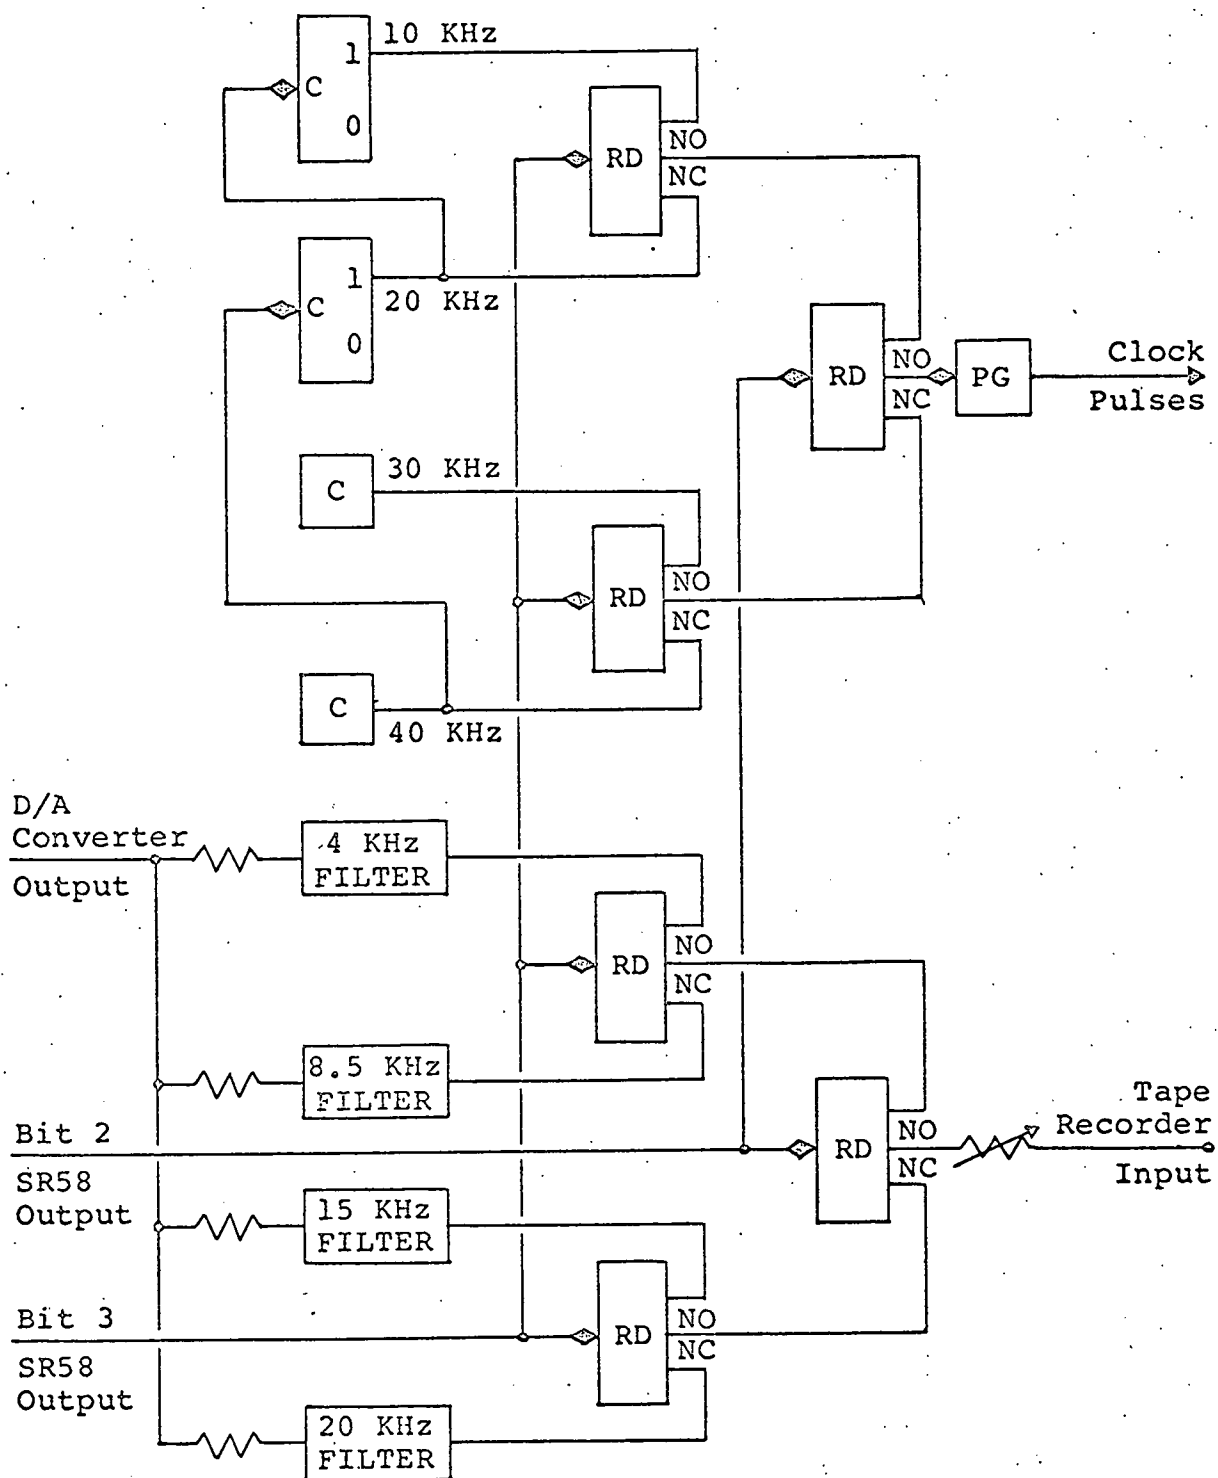 10 KHz
1
C
0
RD
NO
NC
1
20 KHz
C
0
RD
NO
NC
PG
Clock
Pulses
30 KHz
C
RD
NO
NC
C
40 KHz
D/A
Converter
Output
4 KHz
FILTER
RD
NO
NC
8.5 KHz
FILTER
Bit 2
SR58
Output
RD
NO
NC
Tape
Recorder
Input
15 KHz
FILTER
Bit 3
SR58
Output
RD
NO
NC
20 KHz
FILTER